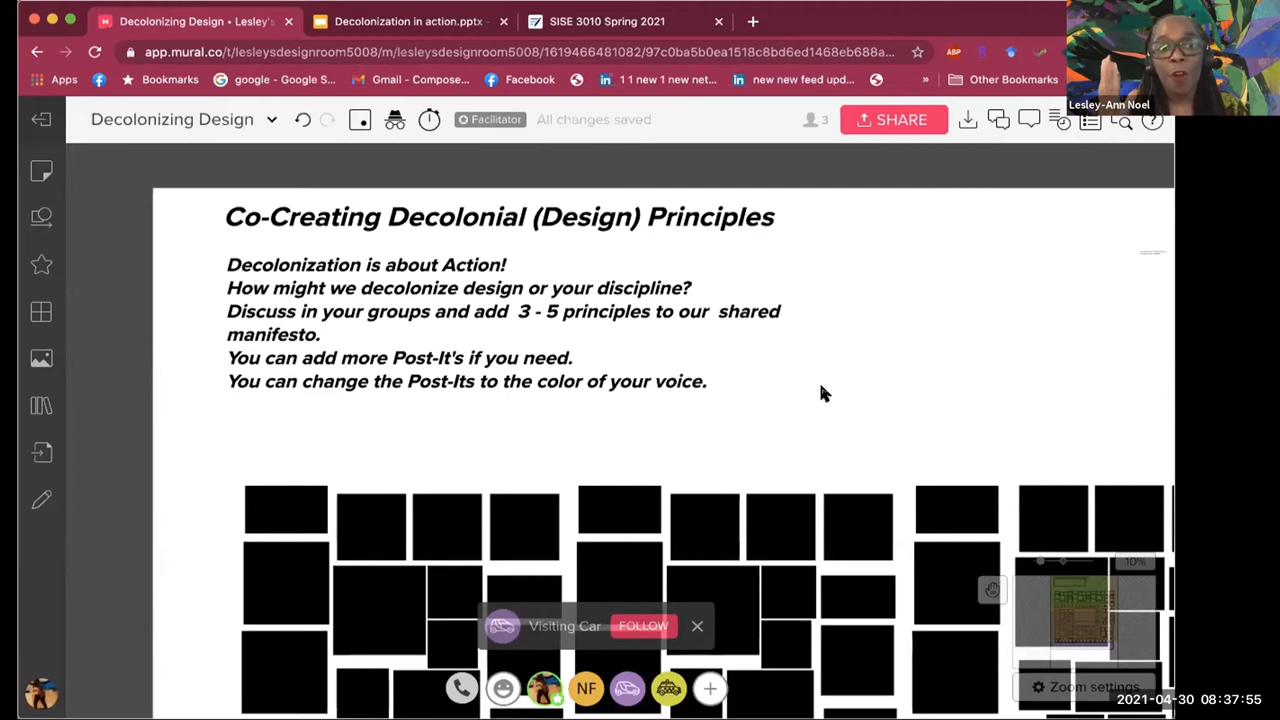 Decolonizing Design • Lesley's
Decolonization in action.pptx -
SISE 3010 Spring 2021
app.mural.co/t/lesleysdesignroom5008/m/lesleysdesignroom5008/1619466481082/97c0ba5b0ea1518c8bd6ed1468eb688a...
ABP
Apps
Bookmarks
google - Google S...
Gmail - Compose...
Facebook
1 1 new 1 new net...
new new feed upd...
»
Other Bookmarks
Lesley-Ann Noel
Decolonizing Design
Facilitator
All changes saved
3
SHARE
Co-Creating Decolonial (Design) Principles
Decolonization is about Action!
How might we decolonize design or your discipline?
Discuss in your groups and add 3 - 5 principles to our shared
manifesto.
You can add more Post-It's if you need.
You can change the Post-Its to the color of your voice.
10%
Visiting Car
FOLLOW
NF
Zoom settings
2021-04-30 08:37:55